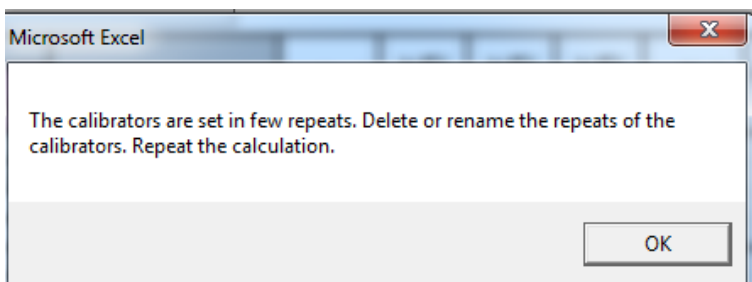 Microsoft Excel
The calibrators are set in few repeats. Delete or rename the repeats of the
calibrators. Repeat the calculation.
OK